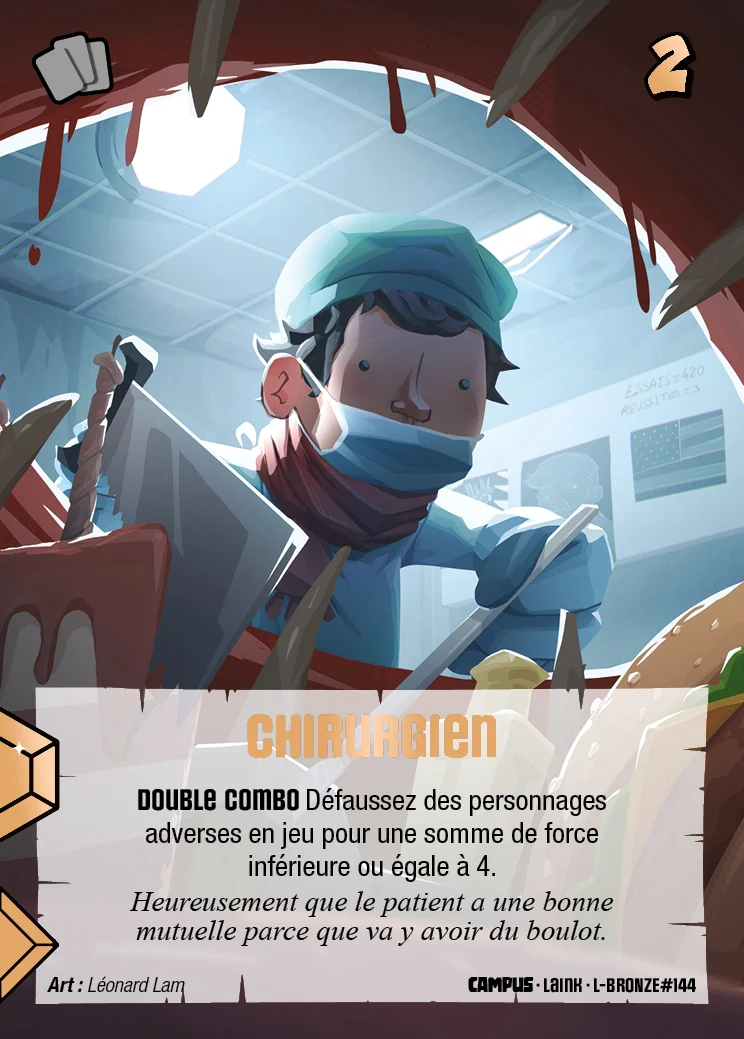 2
ESSAIS = 420
RÉUSSITES = 3
CHIRURGIEN
DOUBLE COMBO Défaussez des personnages
adverses en jeu pour une somme de force
inférieure ou égale à 4.
Heureusement que le patient a une bonne
mutuelle parce que va y avoir du boulot.
Art : Léonard Lam
CAMPUS · LAINK · L-BRONZE#144